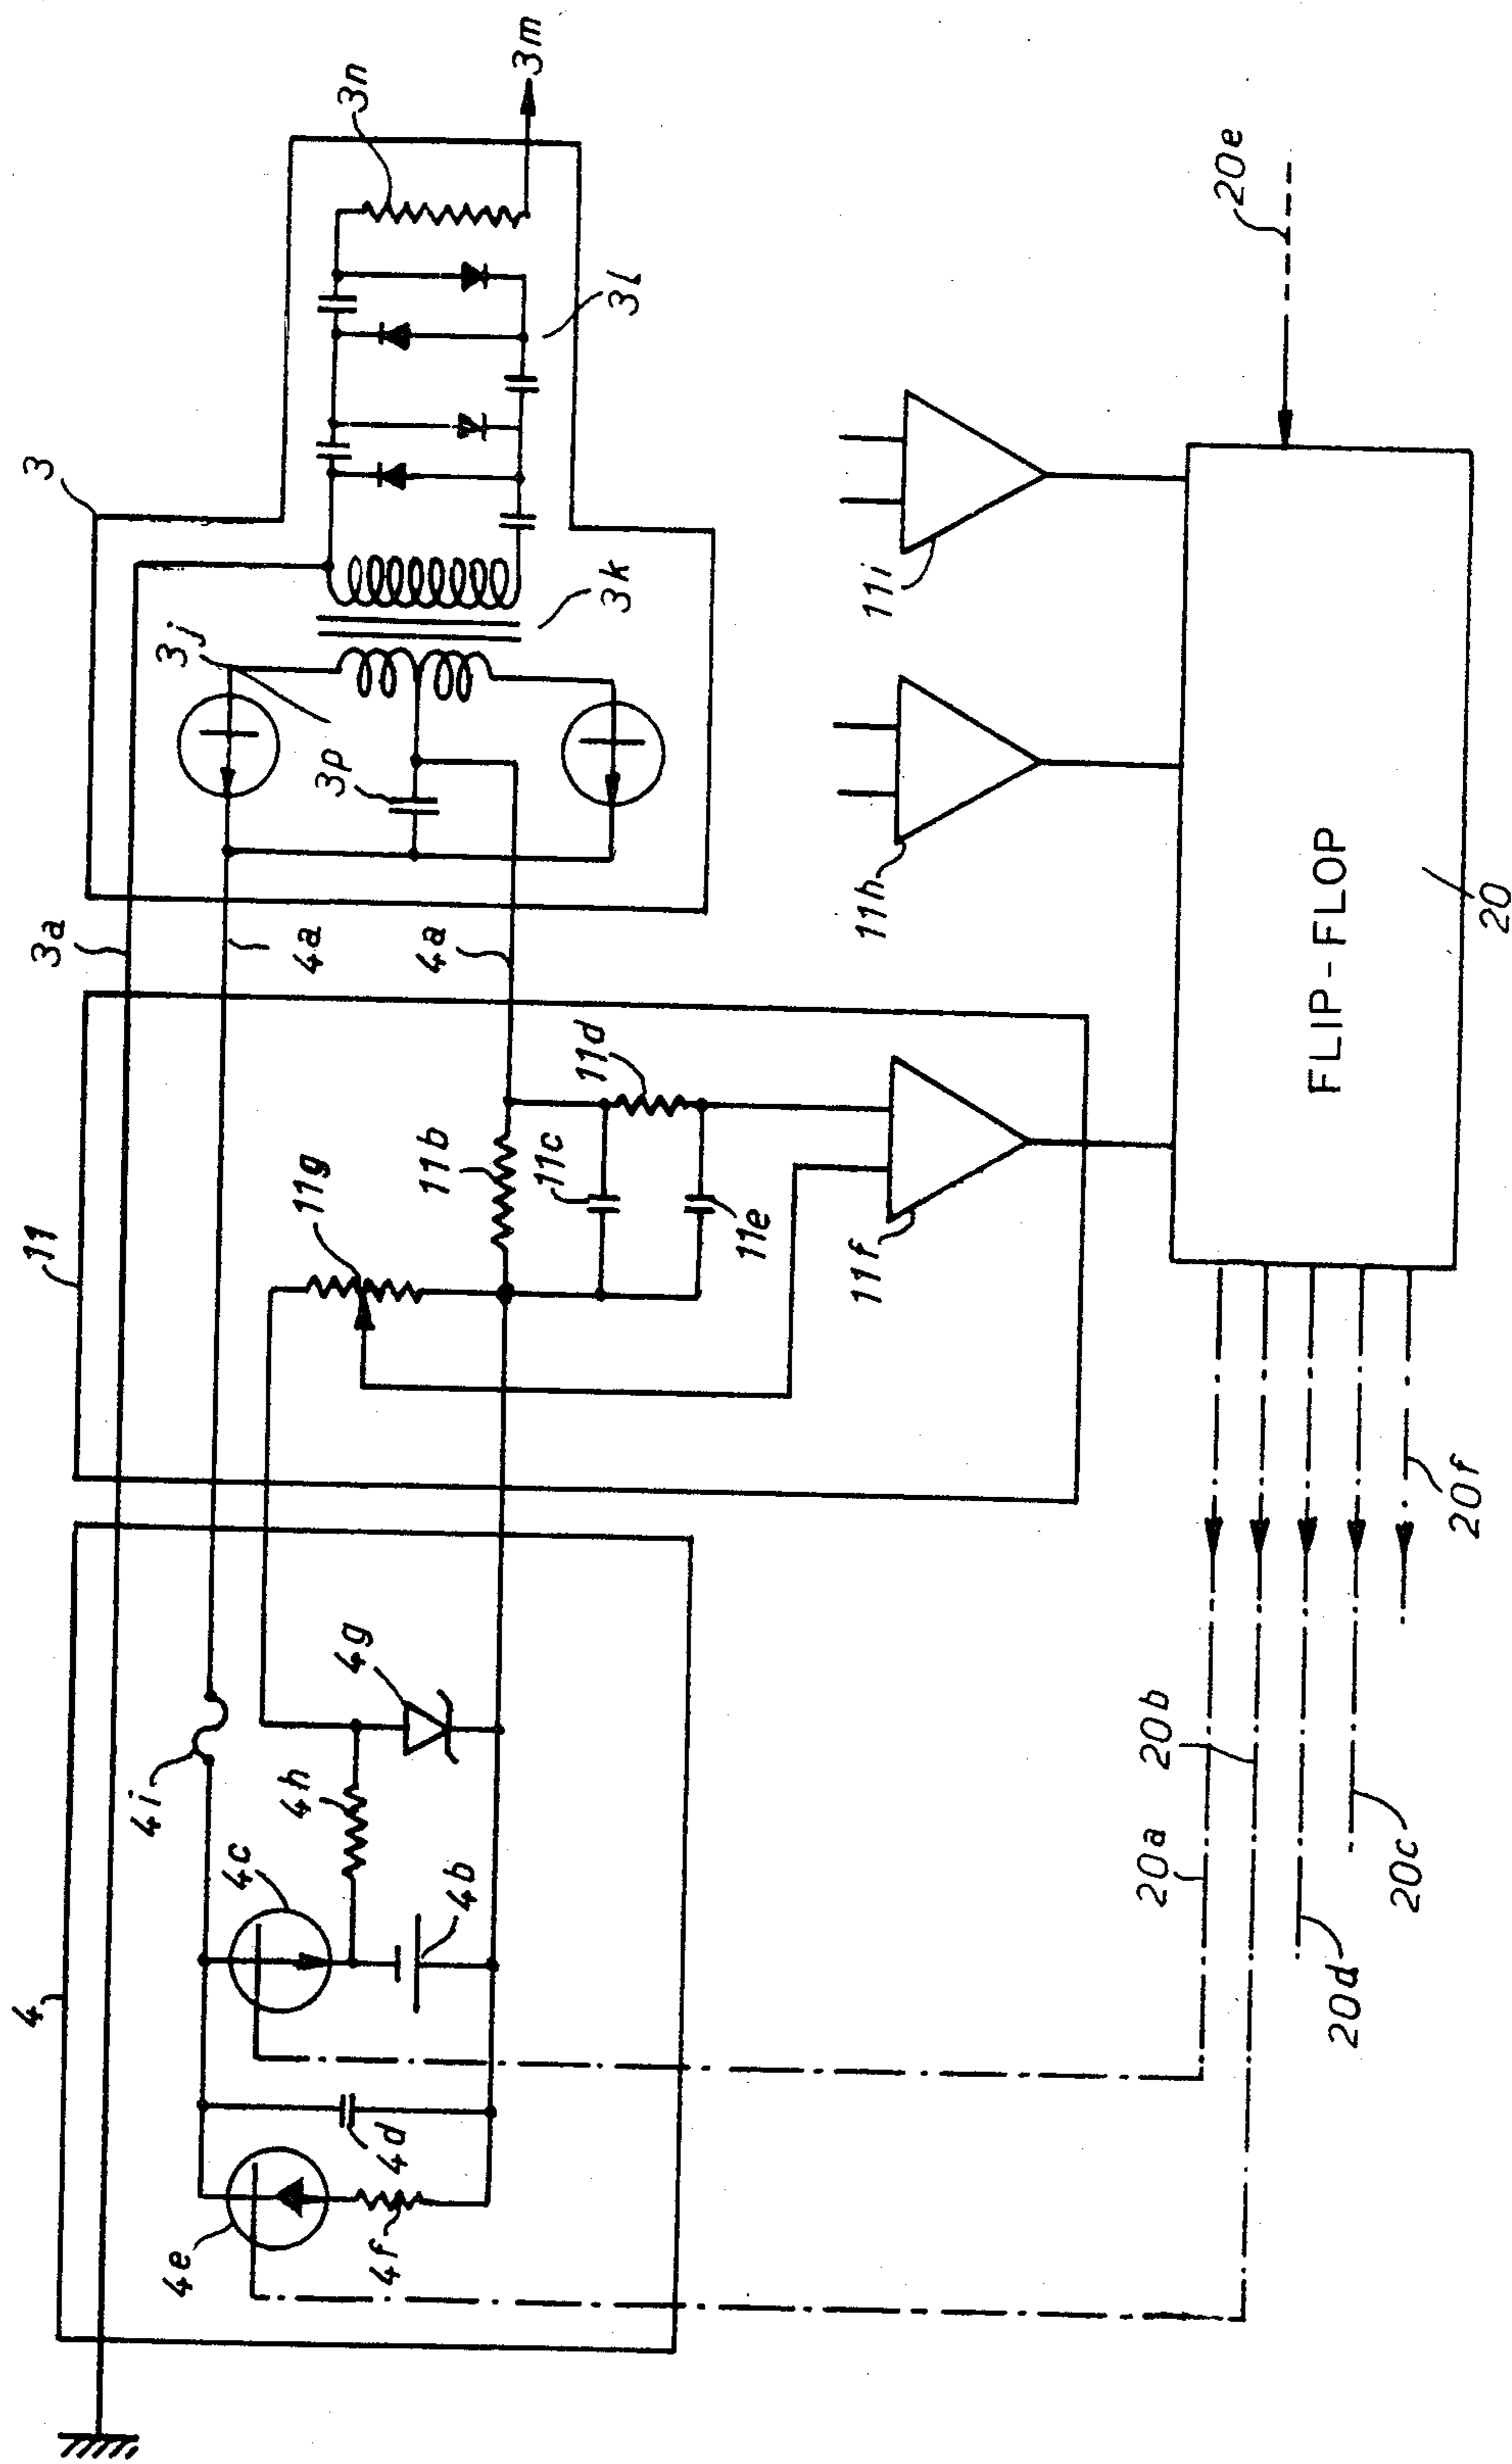 3
3a
3j
3p
3k
3l
3n
3m
4a
4a
11
11g
11b
11c
11d
11e
11f
11h
11i
4
4i
4g
4h
4c
4b
4d
4e
4f
FLIP-FLOP
20
20e
20a
20b
20d
20c
20f